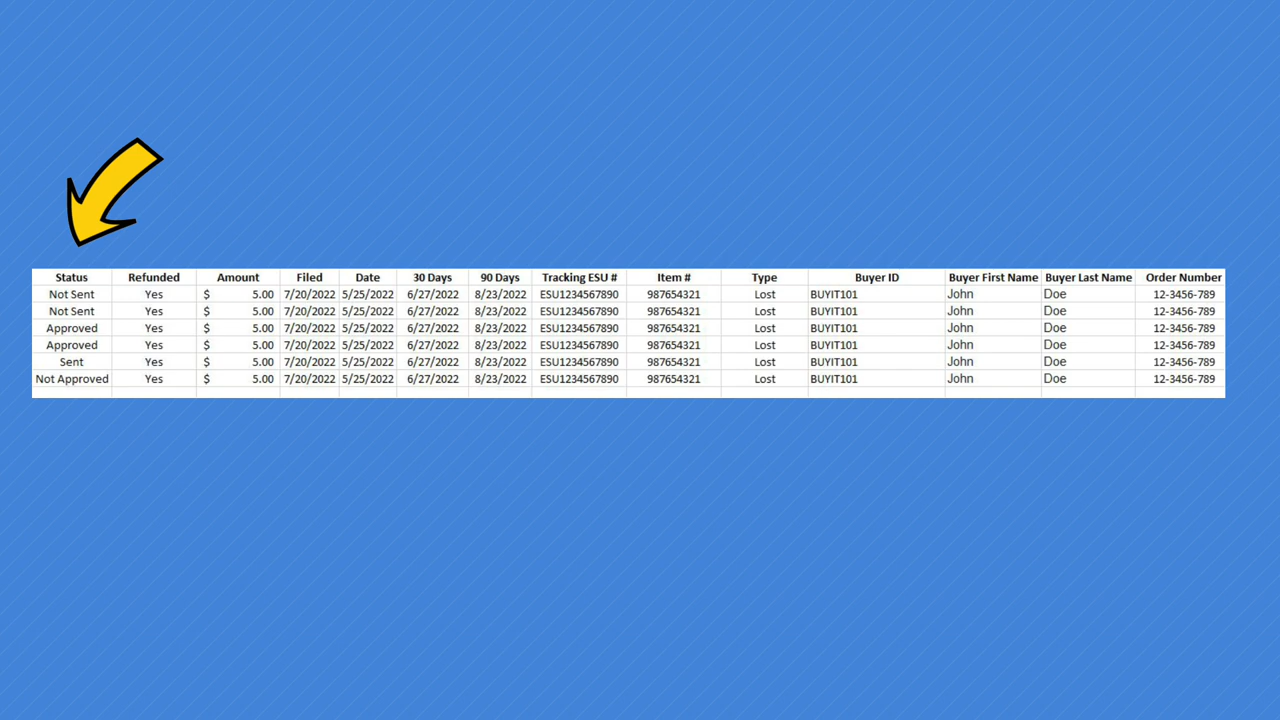 Status Refunded Amount Filed Date 30 Days 90 Days Tracking ESU # Item # Type Buyer ID Buyer First Name Buyer Last Name Order Number
Not Sent Yes $ 5.00 7/20/2022 5/25/2022 6/27/2022 8/23/2022 ESU1234567890 987654321 Lost BUYIT101 John Doe 12-3456-789
Not Sent Yes $ 5.00 7/20/2022 5/25/2022 6/27/2022 8/23/2022 ESU1234567890 987654321 Lost BUYIT101 John Doe 12-3456-789
Approved Yes $ 5.00 7/20/2022 5/25/2022 6/27/2022 8/23/2022 ESU1234567890 987654321 Lost BUYIT101 John Doe 12-3456-789
Approved Yes $ 5.00 7/20/2022 5/25/2022 6/27/2022 8/23/2022 ESU1234567890 987654321 Lost BUYIT101 John Doe 12-3456-789
Sent Yes $ 5.00 7/20/2022 5/25/2022 6/27/2022 8/23/2022 ESU1234567890 987654321 Lost BUYIT101 John Doe 12-3456-789
Not Approved Yes $ 5.00 7/20/2022 5/25/2022 6/27/2022 8/23/2022 ESU1234567890 987654321 Lost BUYIT101 John Doe 12-3456-789